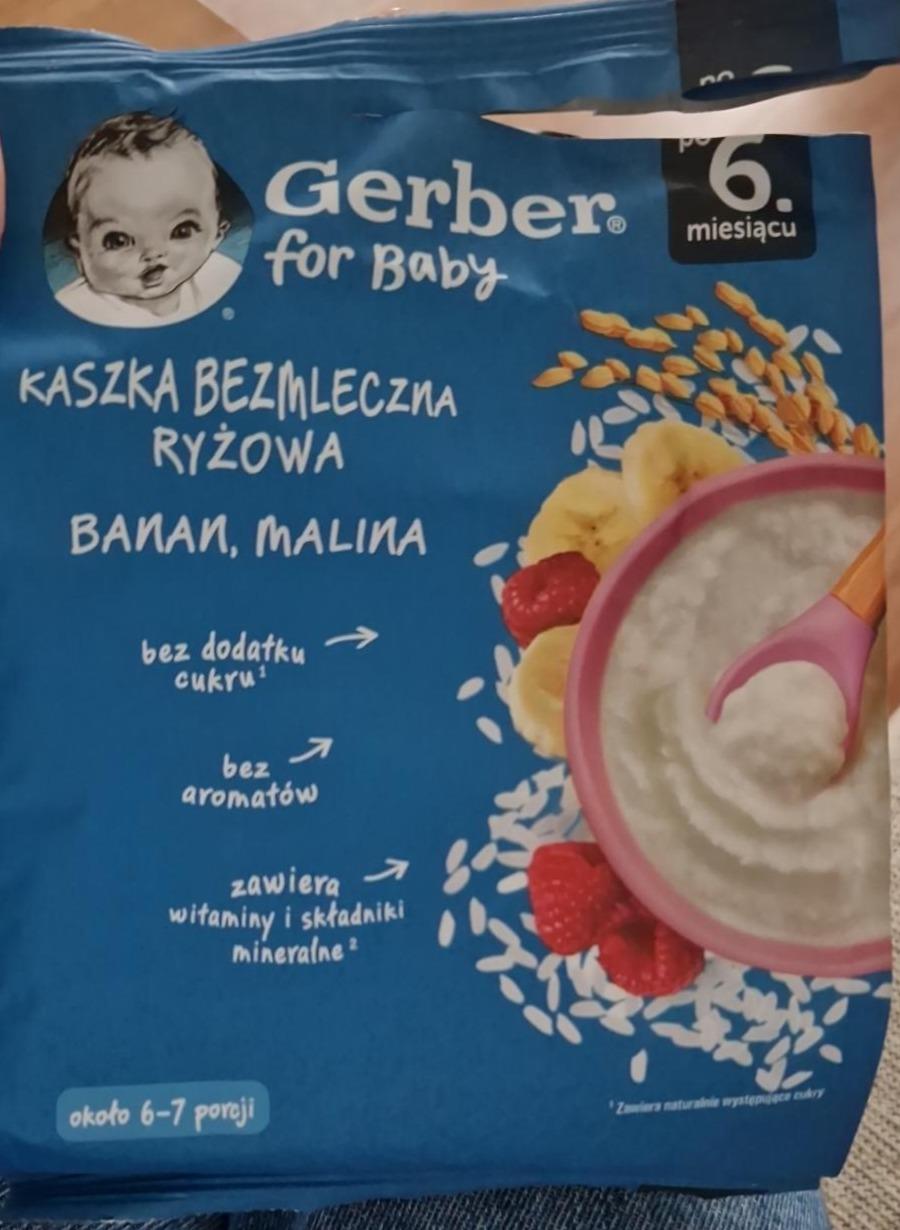 po
po
6.
miesiącu
Gerber®
for Baby
®
KASZKA BEZMLECZNA
RYŻOWA
BANAN, MALINA
bez dodatku
cukru¹
bez
aromatów
zawiera
witaminy i składniki
mineralne²
około 6-7 porcji
¹ Zawiera naturalnie występujące cukry